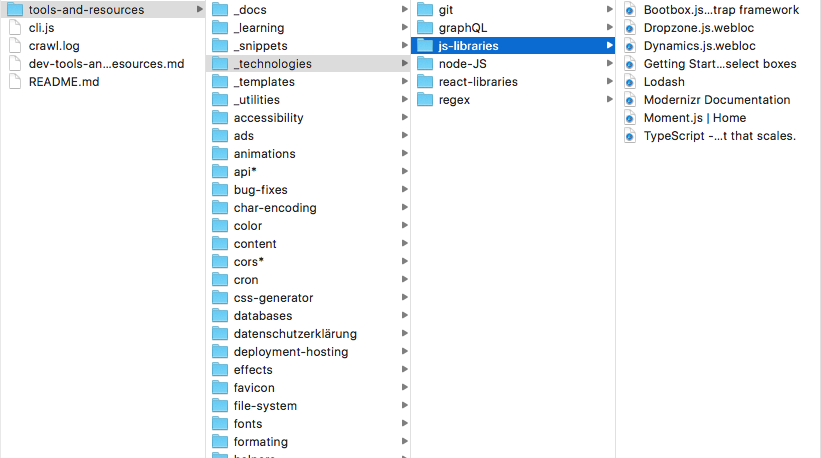 tools-and-resources
cli.js
crawl.log
dev-tools-an...esources.md
README.md
_docs
_learning
_snippets
_technologies
_templates
_utilities
accessibility
ads
animations
api*
bug-fixes
char-encoding
color
content
cors*
cron
css-generator
databases
datenschutzerklärung
deployment-hosting
effects
favicon
file-system
fonts
formating
git
graphQL
js-libraries
node-JS
react-libraries
regex
Bootbox.js...trap framework
Dropzone.js.webloc
Dynamics.js.webloc
Getting Start...select boxes
Lodash
Modernizr Documentation
Moment.js | Home
TypeScript -...t that scales.